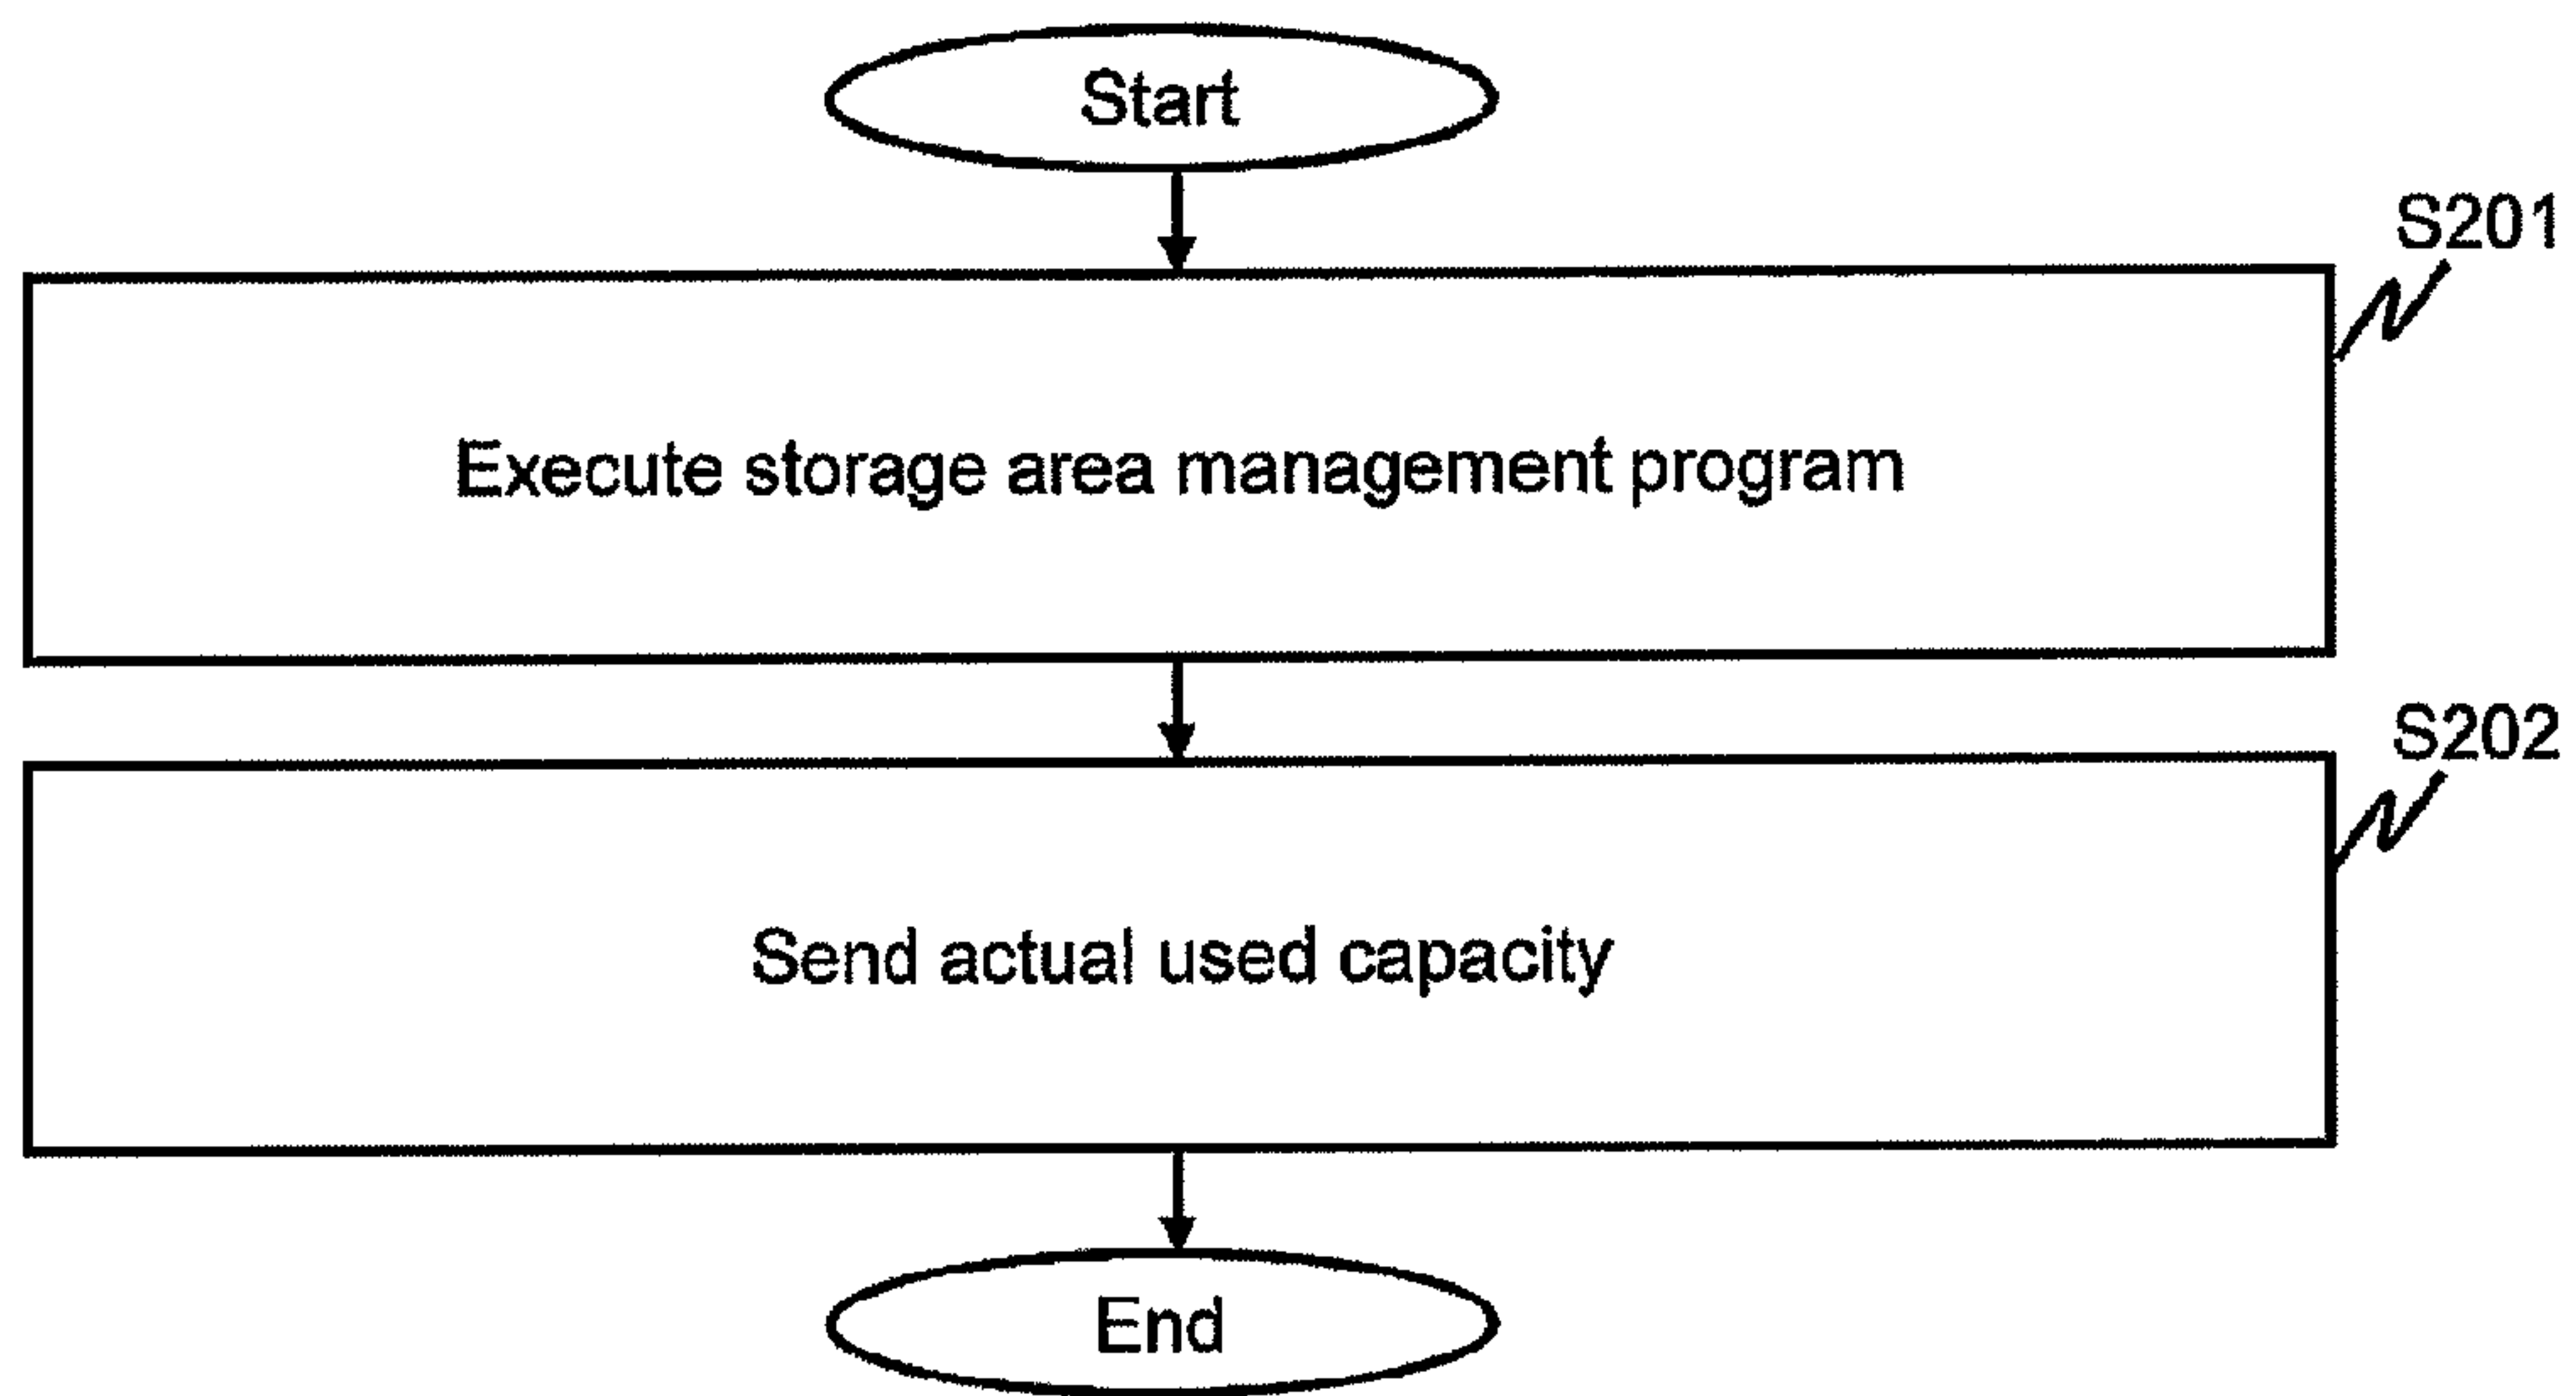 Start
S201
Execute storage area management program
S202
Send actual used capacity
End